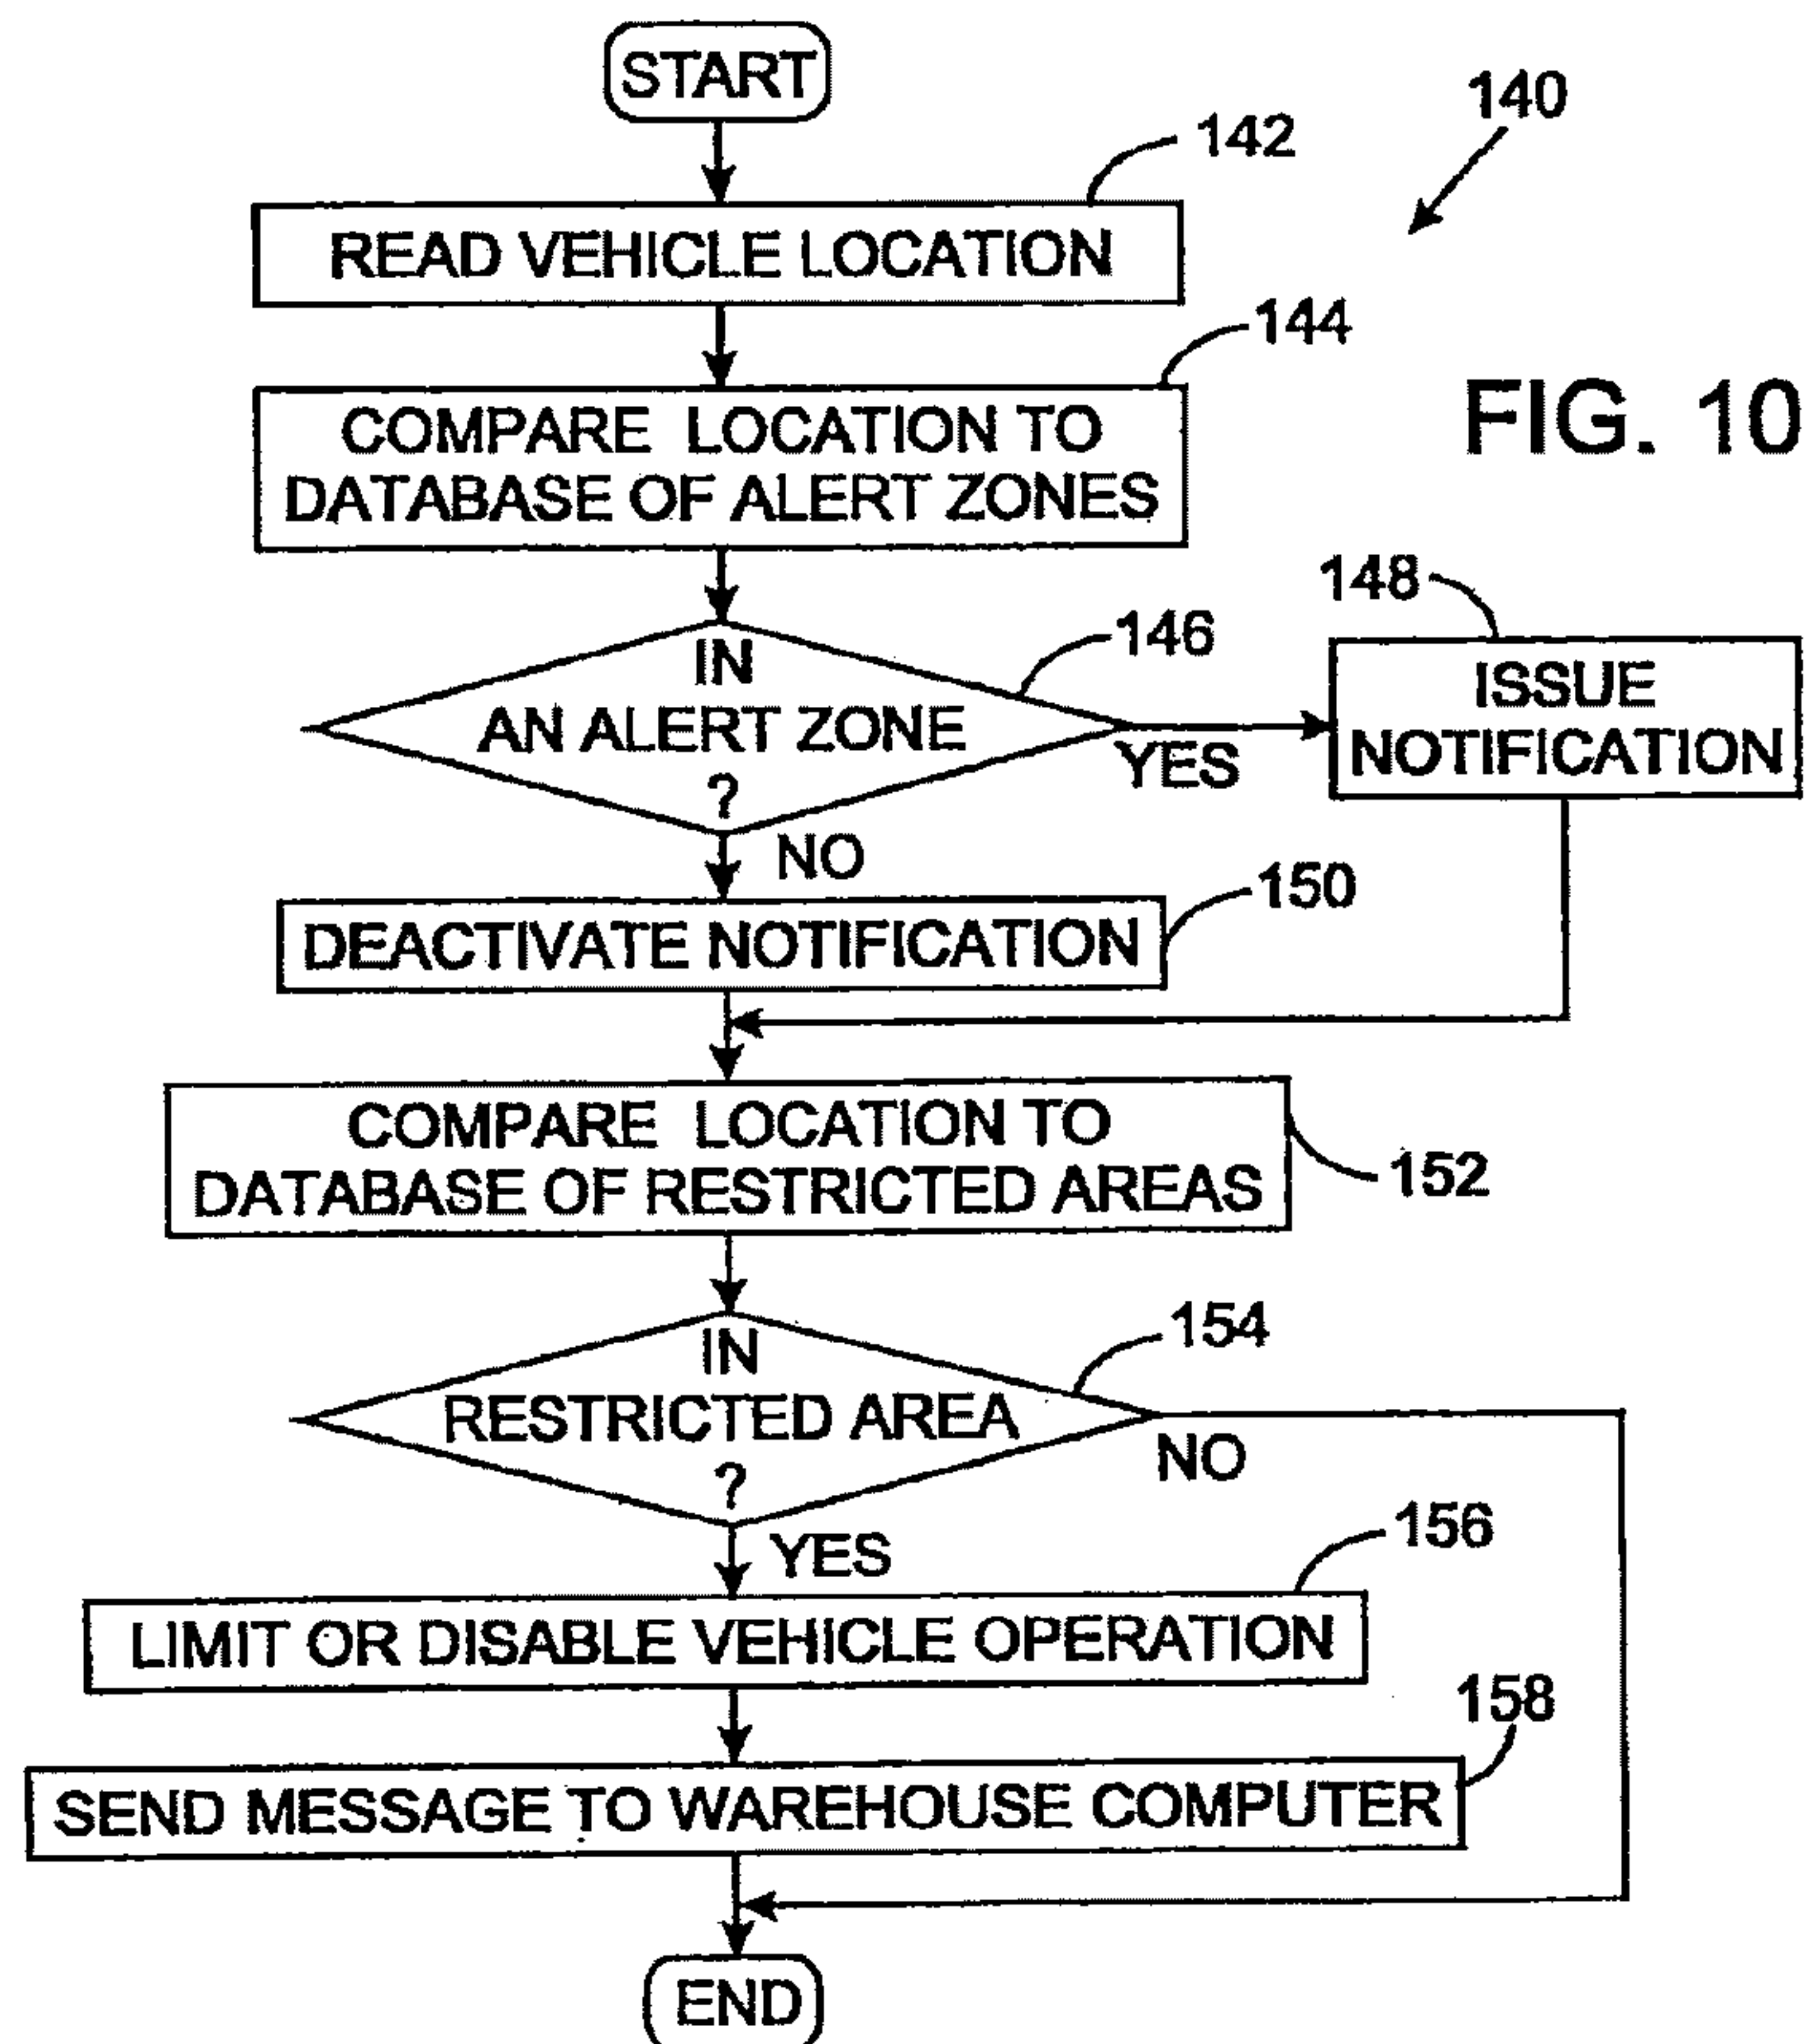 START
140
142
READ VEHICLE LOCATION
144
COMPARE LOCATION TO
DATABASE OF ALERT ZONES
FIG. 10
146
IN
AN ALERT ZONE
?
YES
148
ISSUE
NOTIFICATION
NO
150
DEACTIVATE NOTIFICATION
COMPARE LOCATION TO
DATABASE OF RESTRICTED AREAS
152
154
IN
RESTRICTED AREA
?
NO
YES
156
LIMIT OR DISABLE VEHICLE OPERATION
158
SEND MESSAGE TO WAREHOUSE COMPUTER
END